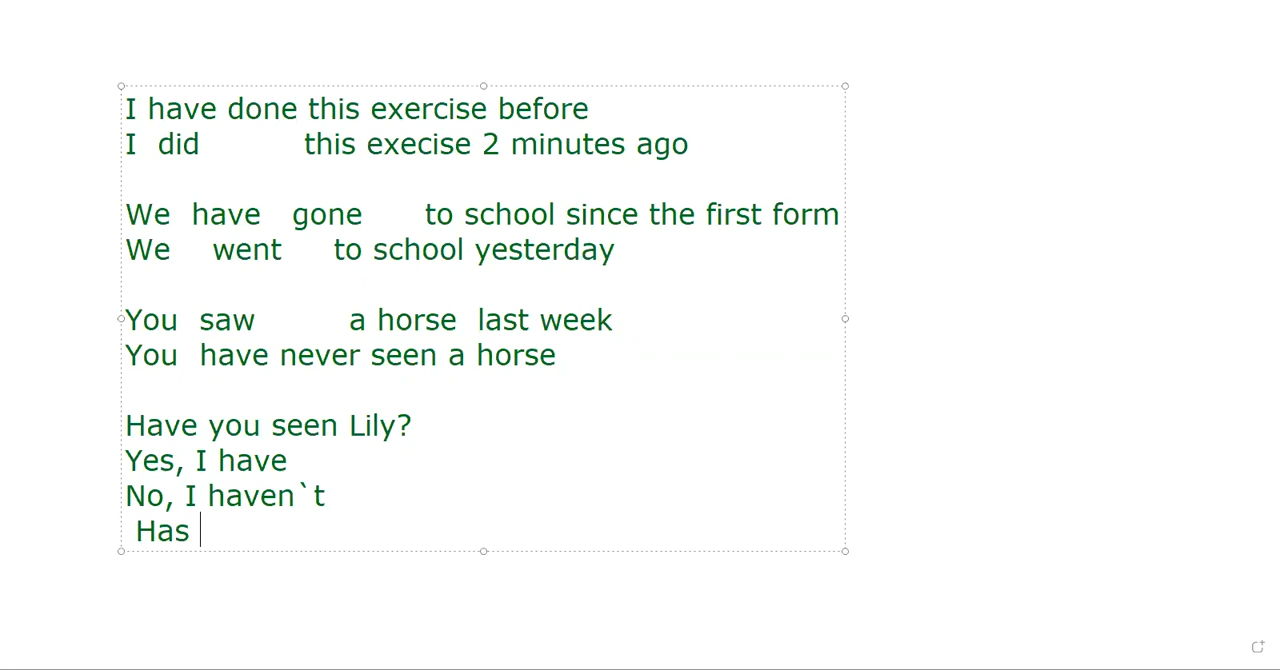 I have done this exercise before
I did this execise 2 minutes ago
We have gone to school since the first form
We went to school yesterday
You saw a horse last week
You have never seen a horse
Have you seen Lily?
Yes, I have
No, I haven`t
Has